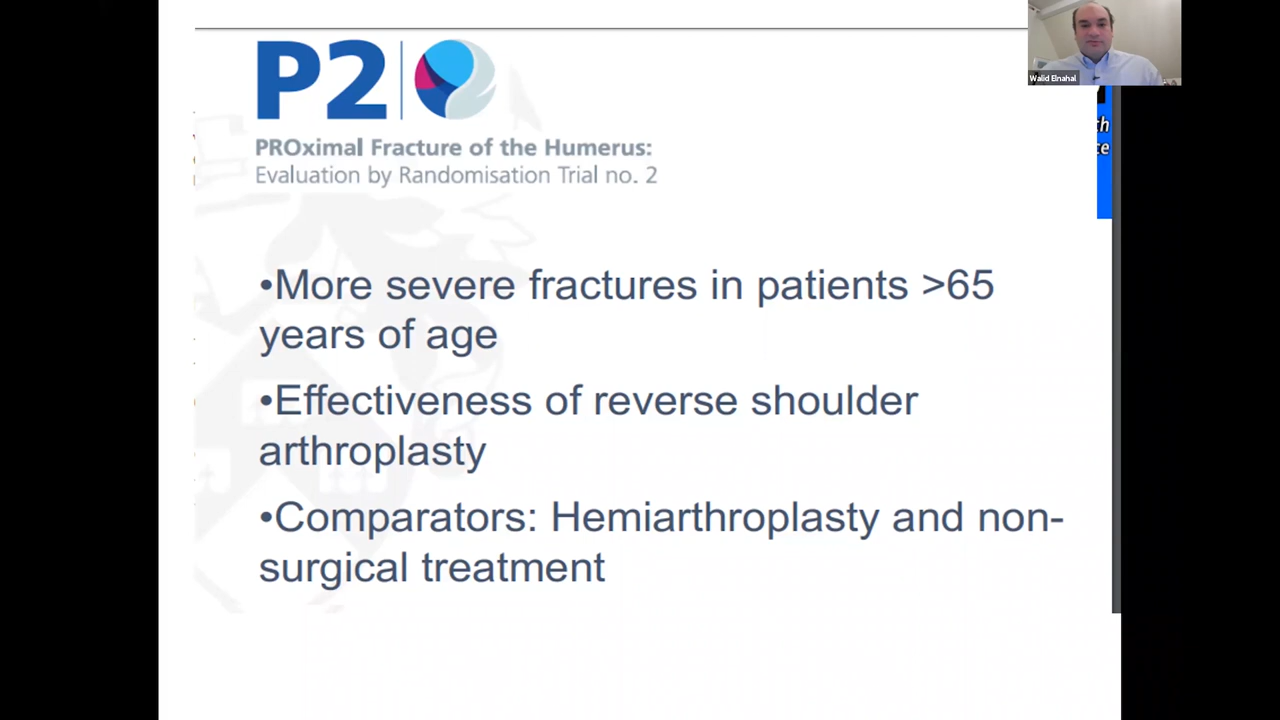 P2
PROximal Fracture of the Humerus:
Evaluation by Randomisation Trial no. 2
•More severe fractures in patients >65
years of age
•Effectiveness of reverse shoulder
arthroplasty
•Comparators: Hemiarthroplasty and non-
surgical treatment
Walid Elnahal